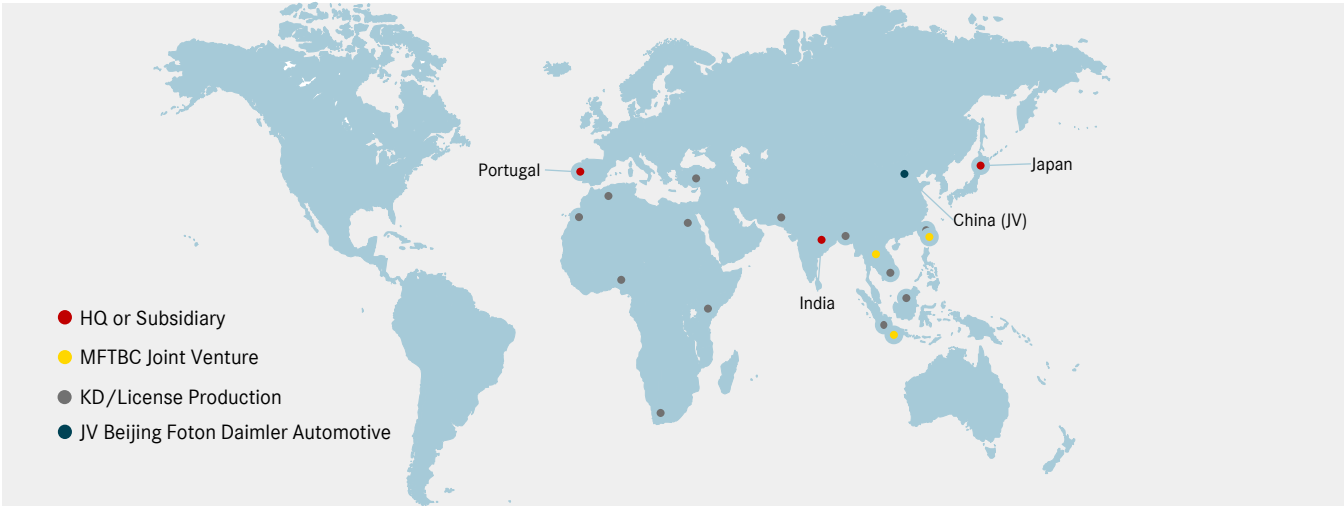 Portugal
Japan
China (JV)
India
HQ or Subsidiary
MFTBC Joint Venture
KD/License Production
JV Beijing Foton Daimler Automotive